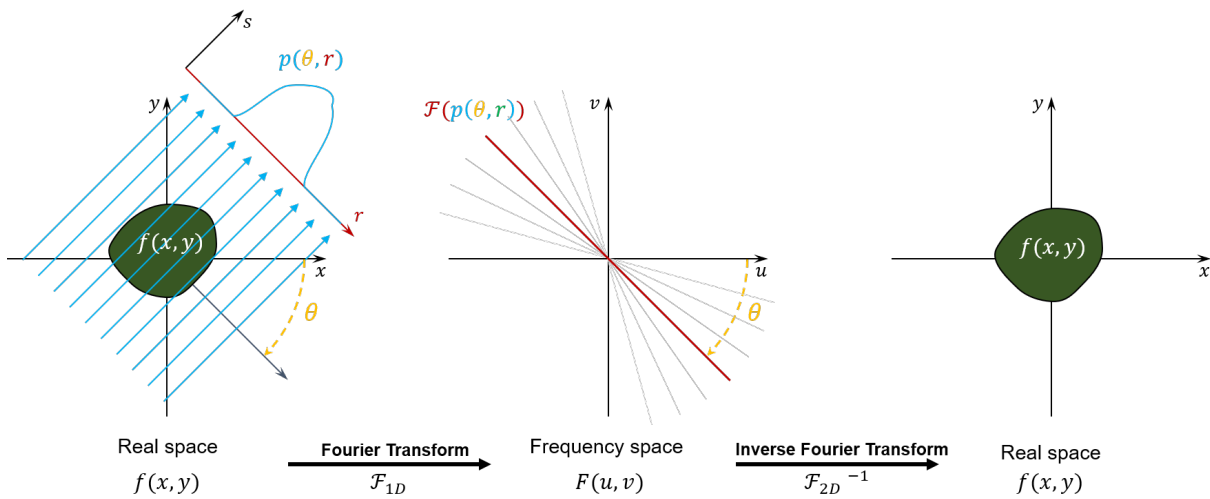 s
p(θ, r)
y
r
f(x, y)
x
θ
v
ℱ(p(θ, r))
u
θ
y
f(x, y)
x
Real space
f(x, y)
Fourier Transform
ℱ1D
Frequency space
F(u, v)
Inverse Fourier Transform
ℱ2D⁻¹
Real space
f(x, y)